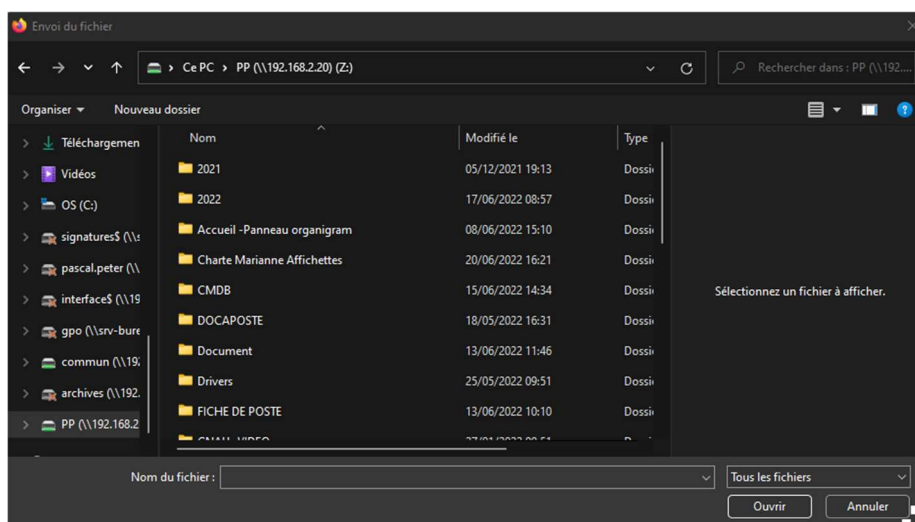 Envoi du fichier
Ce PC > PP (\\192.168.2.20) (Z:)
Rechercher dans : PP (\\192....
Organiser
Nouveau dossier
Nom
Modifié le
Type
Téléchargemen
Vidéos
OS (C:)
signatures$ (\\s
pascal.peter (\\
interface$ (\\19
gpo (\\srv-bure
commun (\\19.
archives (\\192.
PP (\\192.168.2
2021 05/12/2021 19:13 Dossi
2022 17/06/2022 08:57 Dossi
Accueil -Panneau organigram 08/06/2022 15:10 Dossi
Charte Marianne Affichettes 20/06/2022 16:21 Dossi
CMDB 15/06/2022 14:34 Dossi
DOCAPOSTE 18/05/2022 16:31 Dossi
Document 13/06/2022 11:46 Dossi
Drivers 25/05/2022 09:51 Dossi
FICHE DE POSTE 13/06/2022 10:10 Dossi
Sélectionnez un fichier à afficher.
Nom du fichier :
Tous les fichiers
Ouvrir
Annuler